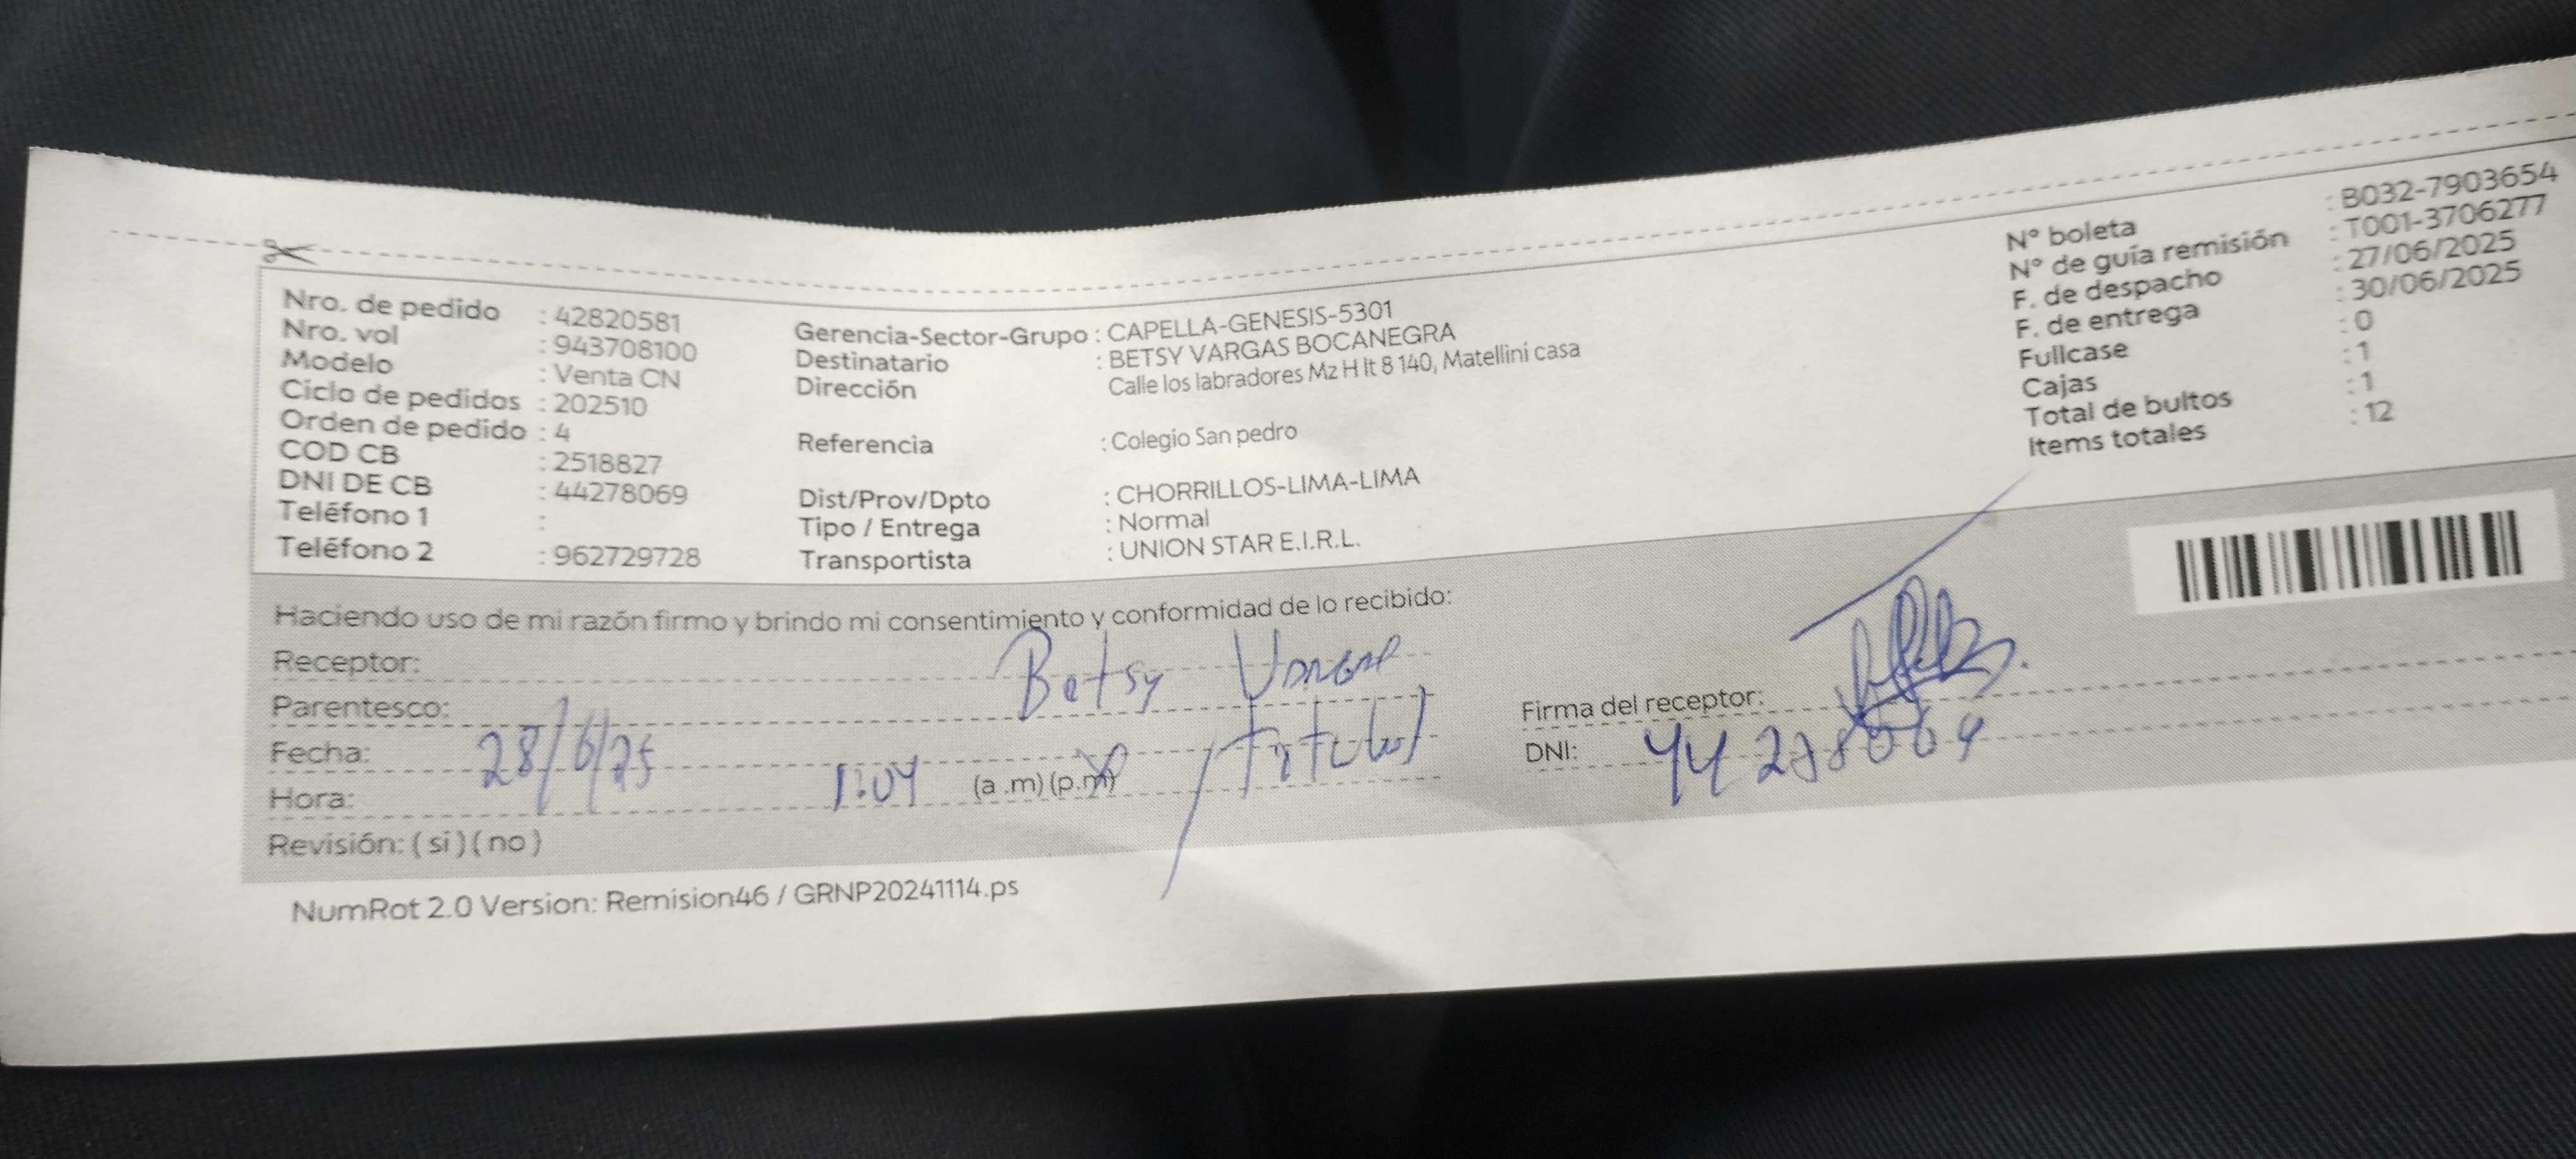 Nro. de pedido : 42820581
Nro. vol : 943708100
Modelo : Venta CN
Ciclo de pedidos : 202510
Orden de pedido : 4
COD CB : 2518827
DNI DE CB : 44278069
Teléfono 1 :
Teléfono 2 : 962729728
Gerencia-Sector-Grupo : CAPELLA-GENESIS-5301
Destinatario : BETSY VARGAS BOCANEGRA
Dirección Calle los labradores Mz H lt 8 140, Matellini casa
Referencia : Colegio San pedro
Dist/Prov/Dpto : CHORRILLOS-LIMA-LIMA
Tipo / Entrega : Normal
Transportista : UNION STAR E.I.R.L.
N° boleta : B032-7903654
N° de guía remisión : T001-3706277
F. de despacho : 27/06/2025
F. de entrega : 30/06/2025
Fullcase : 0
Cajas : 1
Total de bultos : 1
Items totales : 12
Haciendo uso de mi razón firmo y brindo mi consentimiento y conformidad de lo recibido:
Receptor: Betsy Vargas
Parentesco: Titular
Fecha: 28/6/25
Hora: 1:04 (a .m) (p.m)
Revisión: ( si ) ( no )
Firma del receptor:
DNI: 44278069
NumRot 2.0 Version: Remision46 / GRNP20241114.ps